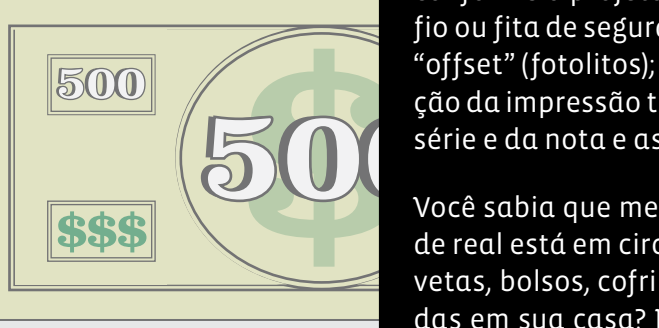 500
500
$
$$$
fio ou fita de segur
"offset" (fotolitos);
ção da impressão t
série e da nota e as
Você sabia que me
de real está em circ
vetas, bolsos, cofri
das em sua casa?